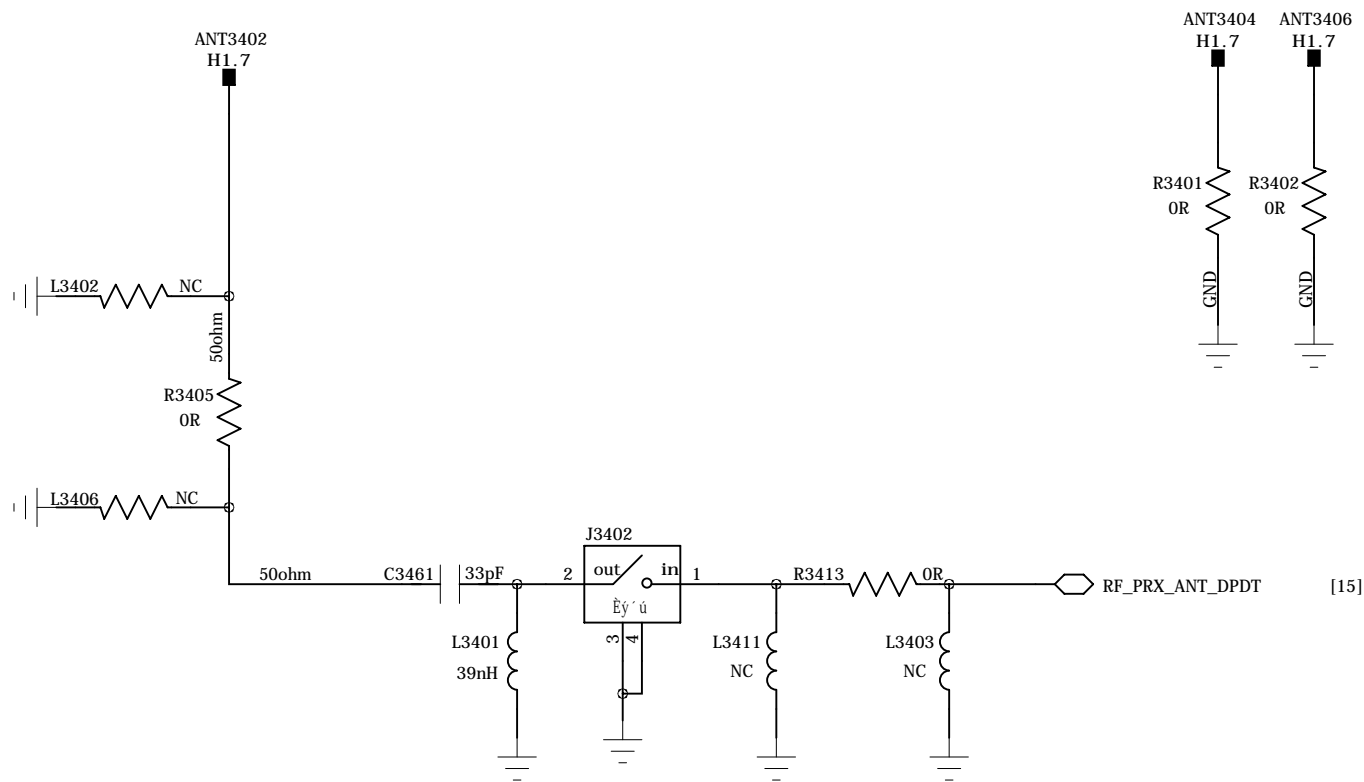 ANT3402
H1.7
ANT3404
H1.7
ANT3406
H1.7
R3401
0R
R3402
0R
GND
GND
L3402
NC
50ohm
R3405
0R
L3406
NC
50ohm
C3461
33pF
J3402
2
out
in
1
Èý´ú
3
4
L3401
39nH
R3413
0R
L3411
NC
L3403
NC
RF_PRX_ANT_DPDT
[15]